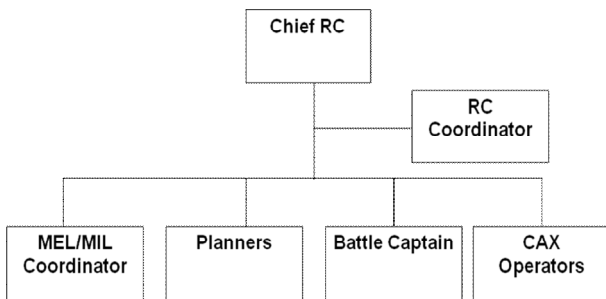 Chief RC
RC
Coordinator
MEL/MIL
Coordinator
Planners
Battle Captain
CAX
Operators